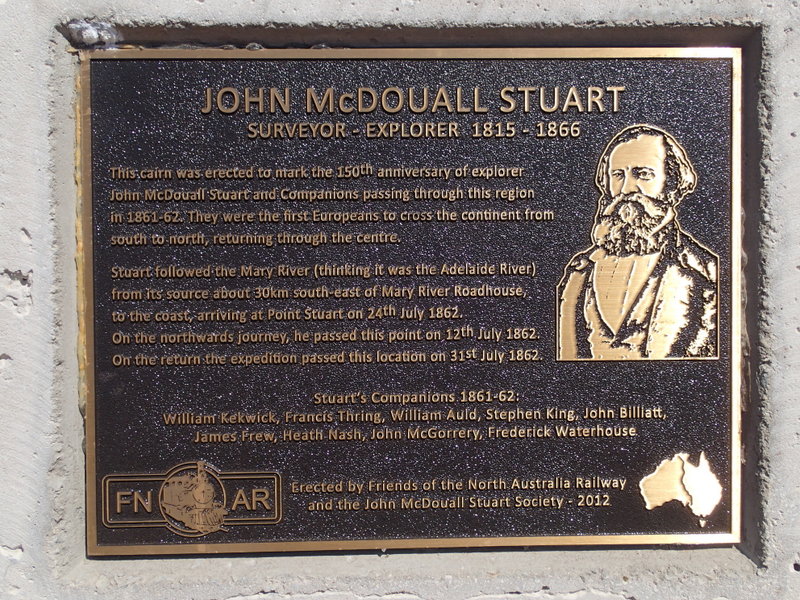 JOHN McDOUALL STUART
SURVEYOR - EXPLORER 1815 - 1866
This cairn was erected to mark the 150th anniversary of explorer
John McDouall Stuart and Companions passing through this region
in 1861-62. They were the first Europeans to cross the continent from
south to north, returning through the centre.
Stuart followed the Mary River (thinking it was the Adelaide River)
from its source about 30km south-east of Mary River Roadhouse,
to the coast, arriving at Point Stuart on 24th July 1862.
On the northwards journey, he passed this point on 12th July 1862.
On the return the expedition passed this location on 31st July 1862.
Stuart's Companions 1861-62:
William Kekwick, Francis Thring, William Auld, Stephen King, John Billiatt,
James Frew, Heath Nash, John McGorrery, Frederick Waterhouse
FN AR
Erected by Friends of the North Australia Railway
and the John McDouall Stuart Society - 2012